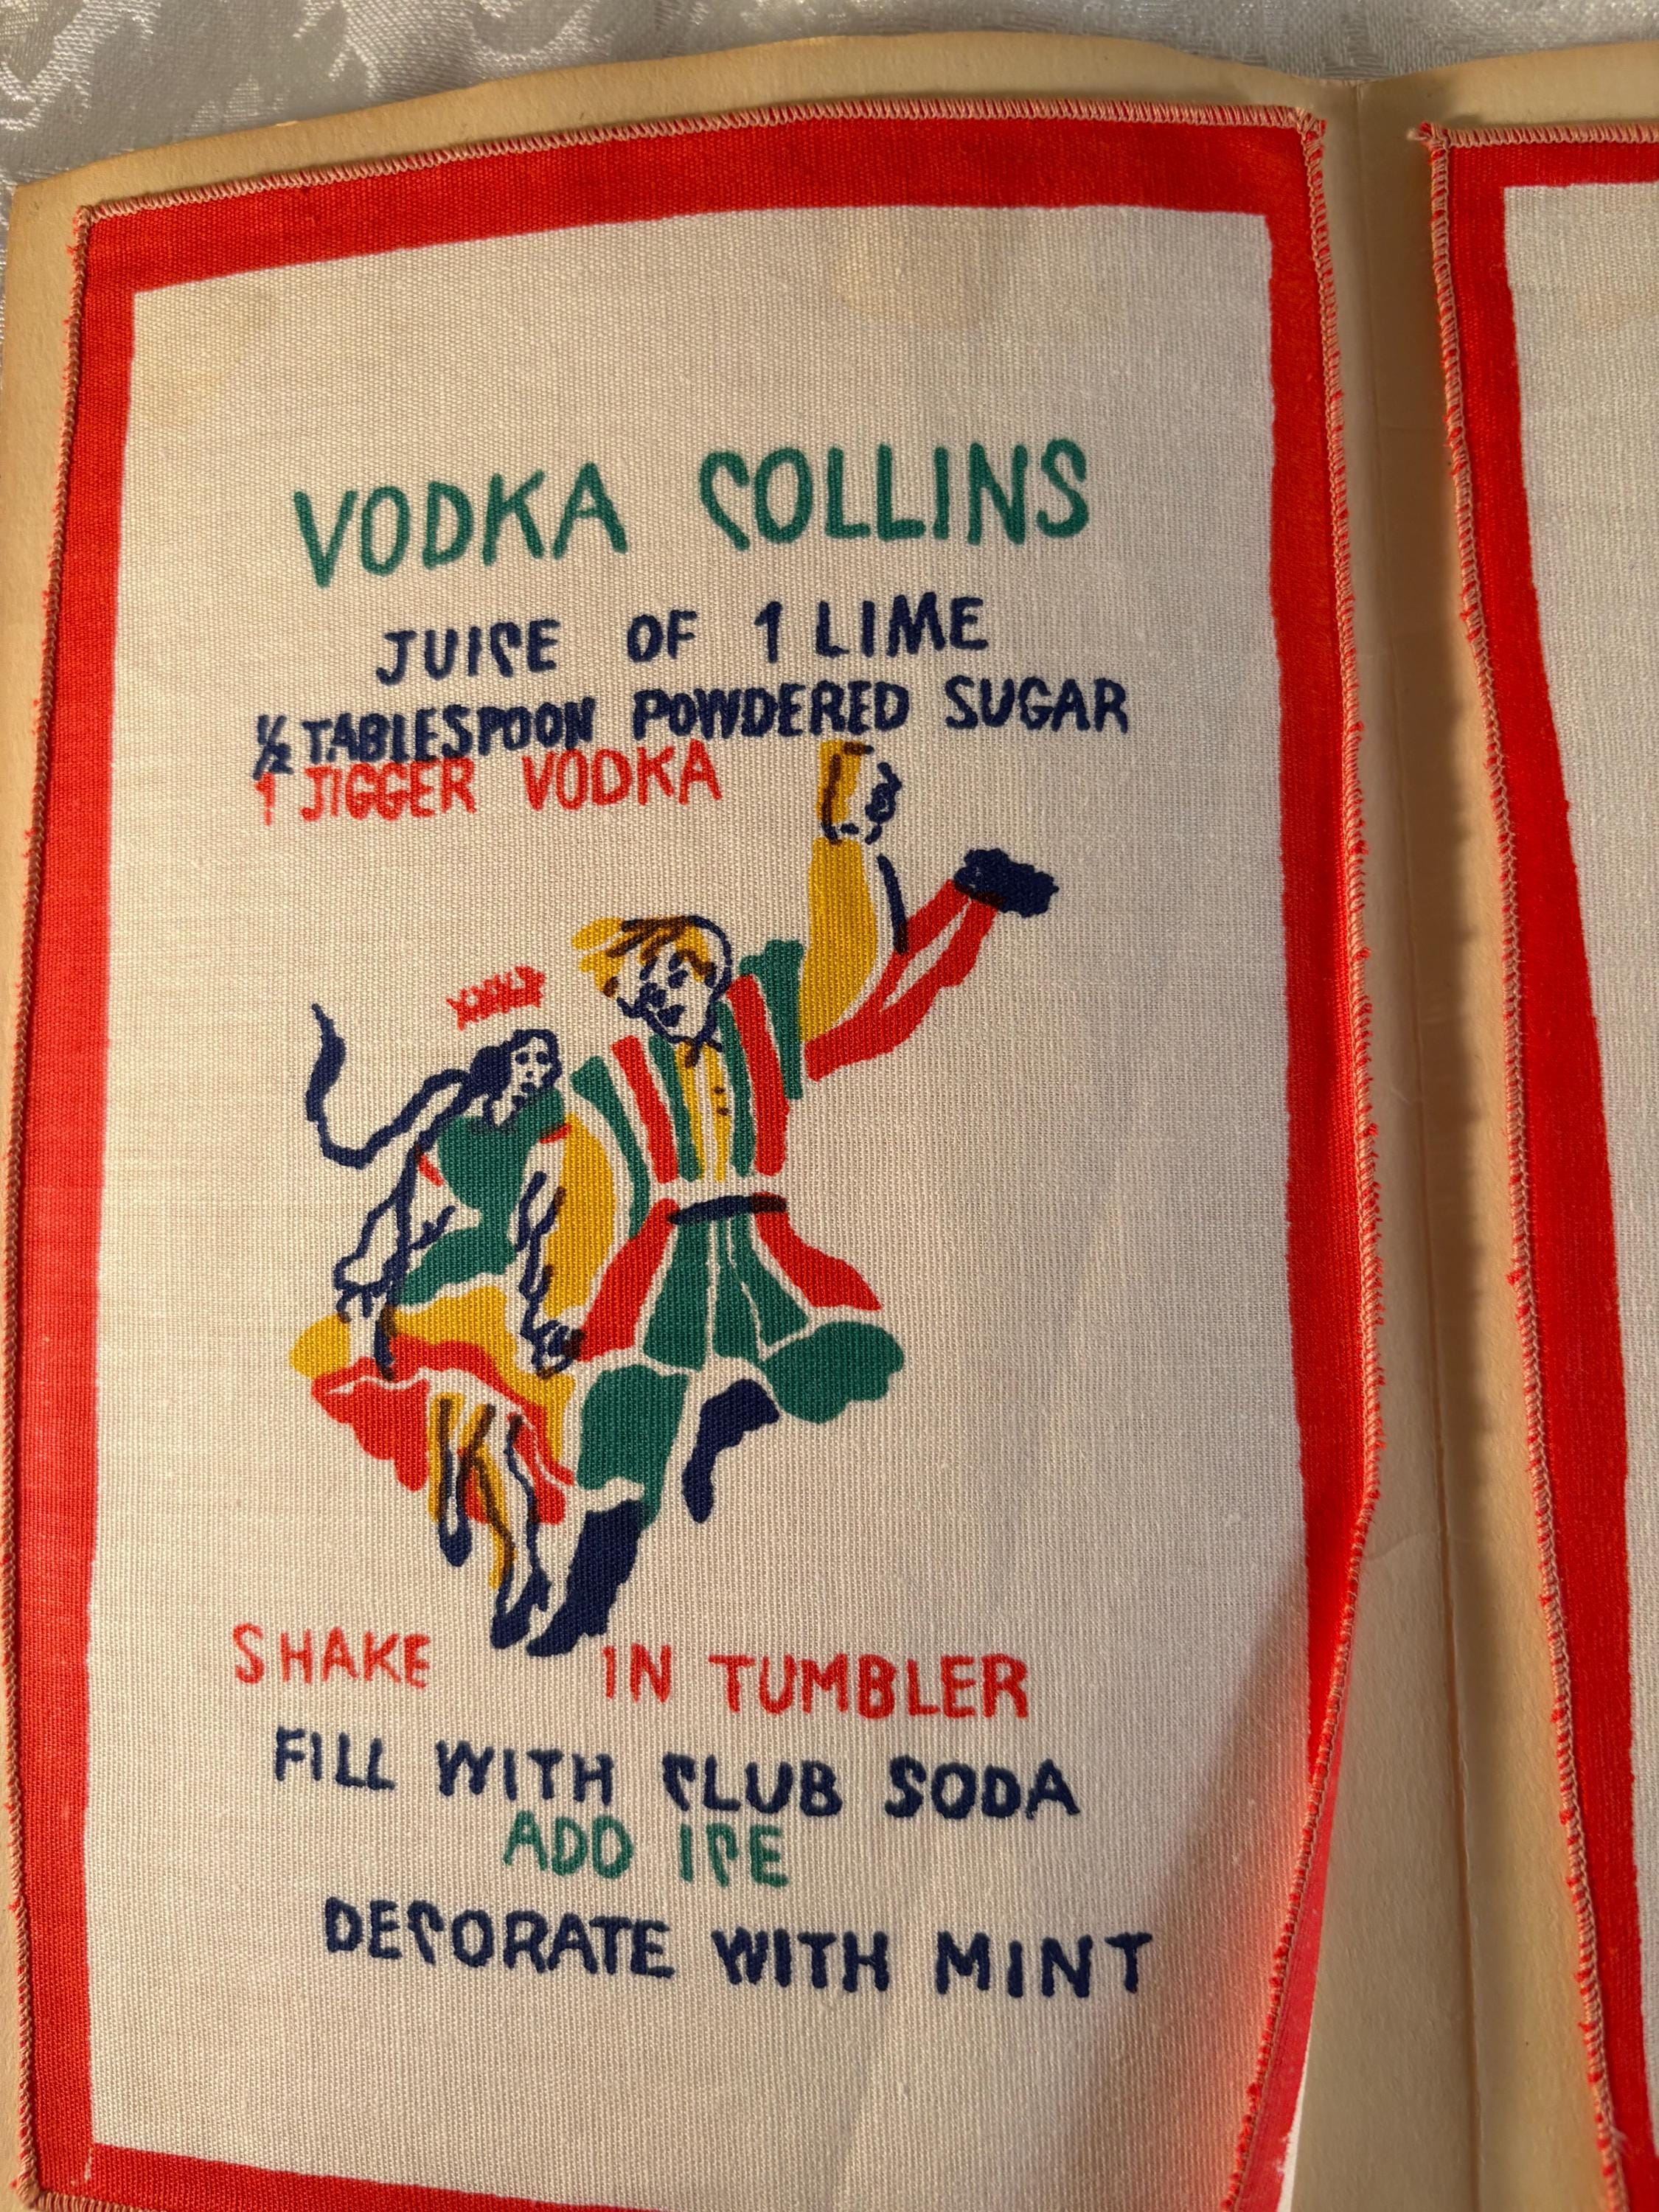 VODKA COLLINS
JUICE OF 1 LIME
½ TABLESPOON POWDERED SUGAR
1 JIGGER VODKA
SHAKE IN TUMBLER
FILL WITH CLUB SODA
ADD ICE
DECORATE WITH MINT